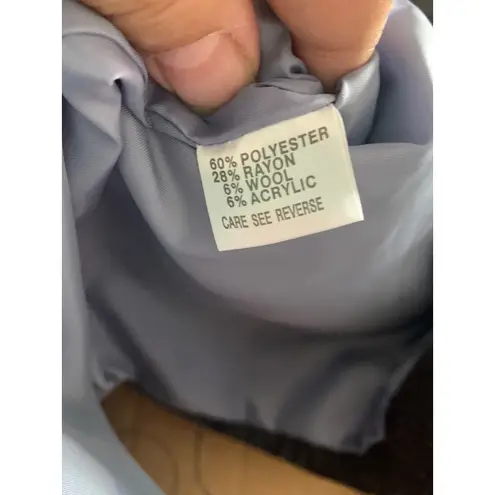 60% POLYESTER
28% RAYON
6% WOOL
6% ACRYLIC
CARE SEE REVERSE